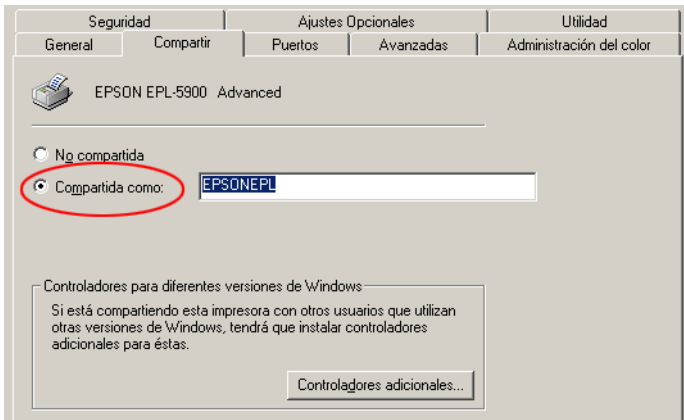 Seguridad Ajustes Opcionales Utilidad
General Compartir Puertos Avanzadas Administración del color
EPSON EPL-5900 Advanced
No compartida
Compartida como: EPSONEPL
Controladores para diferentes versiones de Windows
Si está compartiendo esta impresora con otros usuarios que utilizan
otras versiones de Windows, tendrá que instalar controladores
adicionales para éstas.
Controladores adicionales...